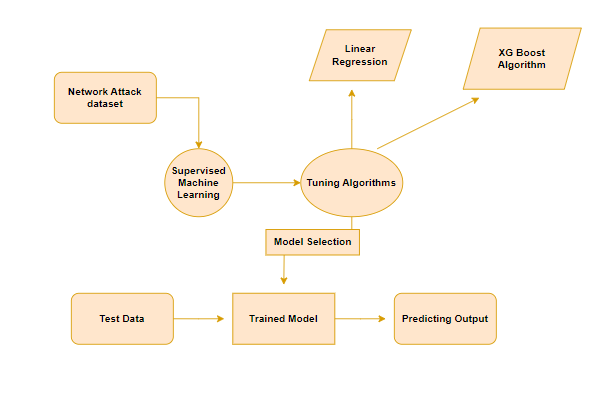 Linear
Regression
XG Boost
Algorithm
Network Attack
dataset
Supervised
Machine
Learning
Tuning Algorithms
Model Selection
Test Data
Trained Model
Predicting Output